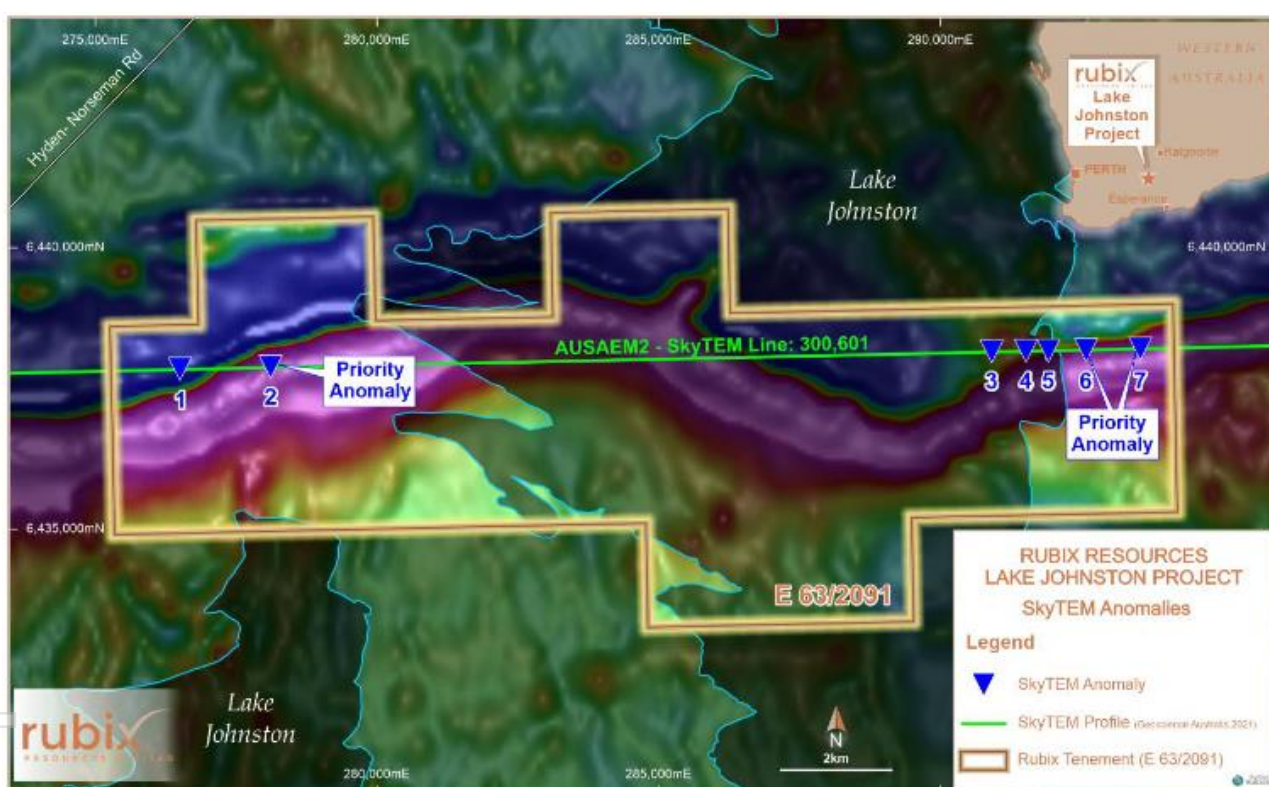 275,000mE
280,000mE
285,000mE
290,000mE
WESTERN
AUSTRALIA
rubix
Lake
Johnston
Project
Kalgoorlie
PERTH
Esperance
Hyden- Norseman Rd
Lake
Johnston
6,440,000mN
6,440,000mN
AUSAEM2 - SkyTEM Line: 300,601
1
2
Priority
Anomaly
3
4
5
6
7
Priority
Anomaly
6,435,000mN
E 63/2091
Lake
Johnston
rubix
RESOURCES LIMITED
280,000mE
285,000mE
N
2km
RUBIX RESOURCES
LAKE JOHNSTON PROJECT
SkyTEM Anomalies
Legend
SkyTEM Anomaly
SkyTEM Profile (Geoscience Australia 2021)
Rubix Tenement (E 63/2091)